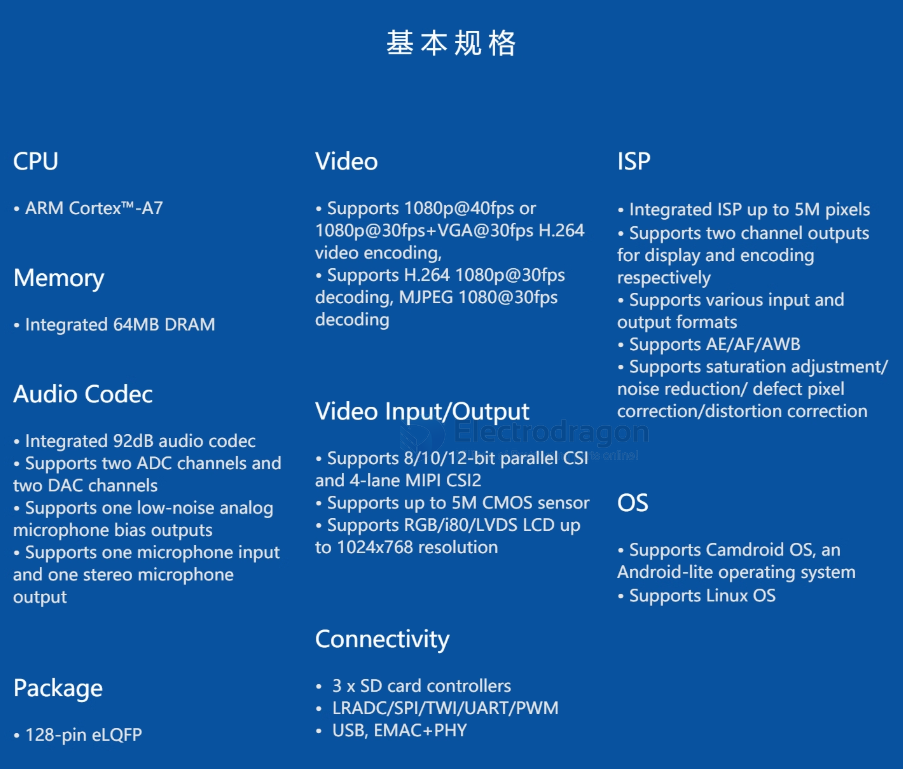 基本规格
CPU
• ARM Cortex™-A7
Memory
• Integrated 64MB DRAM
Audio Codec
• Integrated 92dB audio codec
• Supports two ADC channels and
two DAC channels
• Supports one low-noise analog
microphone bias outputs
• Supports one microphone input
and one stereo microphone
output
Package
• 128-pin eLQFP
Video
• Supports 1080p@40fps or
1080p@30fps+VGA@30fps H.264
video encoding,
• Supports H.264 1080p@30fps
decoding, MJPEG 1080@30fps
decoding
Video Input/Output
• Supports 8/10/12-bit parallel CSI
and 4-lane MIPI CSI2
• Supports up to 5M CMOS sensor
• Supports RGB/i80/LVDS LCD up
to 1024x768 resolution
Connectivity
• 3 x SD card controllers
• LRADC/SPI/TWI/UART/PWM
• USB, EMAC+PHY
ISP
• Integrated ISP up to 5M pixels
• Supports two channel outputs
for display and encoding
respectively
• Supports various input and
output formats
• Supports AE/AF/AWB
• Supports saturation adjustment/
noise reduction/ defect pixel
correction/distortion correction
OS
• Supports Camdroid OS, an
Android-lite operating system
• Supports Linux OS
Electrodragon